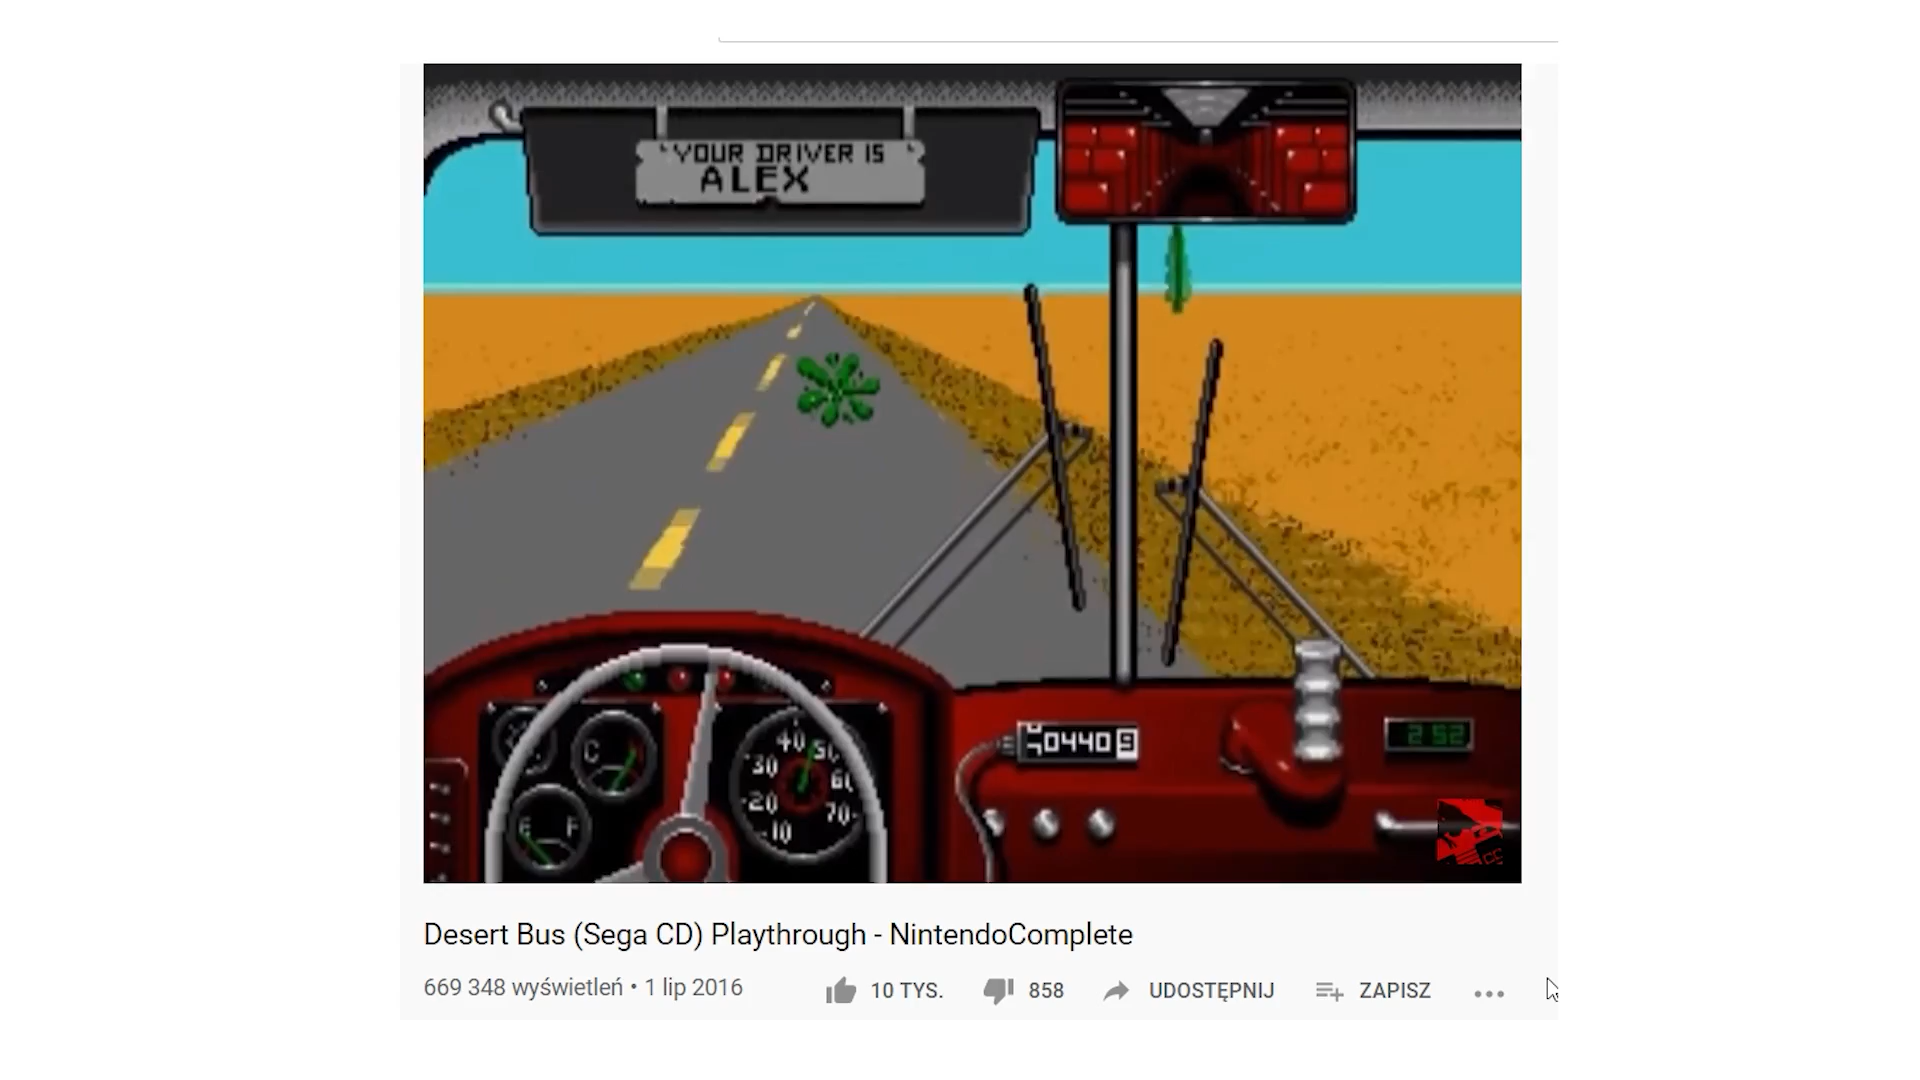 YOUR DRIVER IS
ALEX
C
40
50
30
60
20
70
10
E F
04409
2 52
Desert Bus (Sega CD) Playthrough - NintendoComplete
669 348 wyświetleń • 1 lip 2016
10 TYS.
858
UDOSTĘPNIJ
ZAPISZ